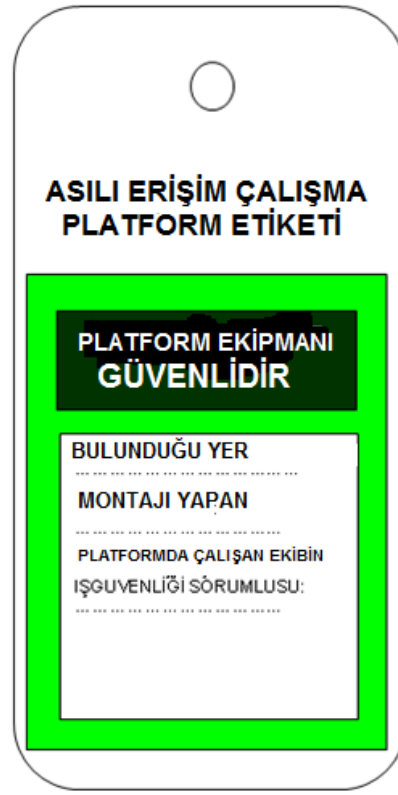 ASILI ERİŞİM ÇALIŞMA
PLATFORM ETİKETİ
PLATFORM EKİPMANI
GÜVENLİDİR
BULUNDUĞU YER
.......................................
MONTAJI YAPAN
.......................................
PLATFORMDA ÇALIŞAN EKİBİN
IŞGUVENLİĞİ SORUMLUSU:
.......................................